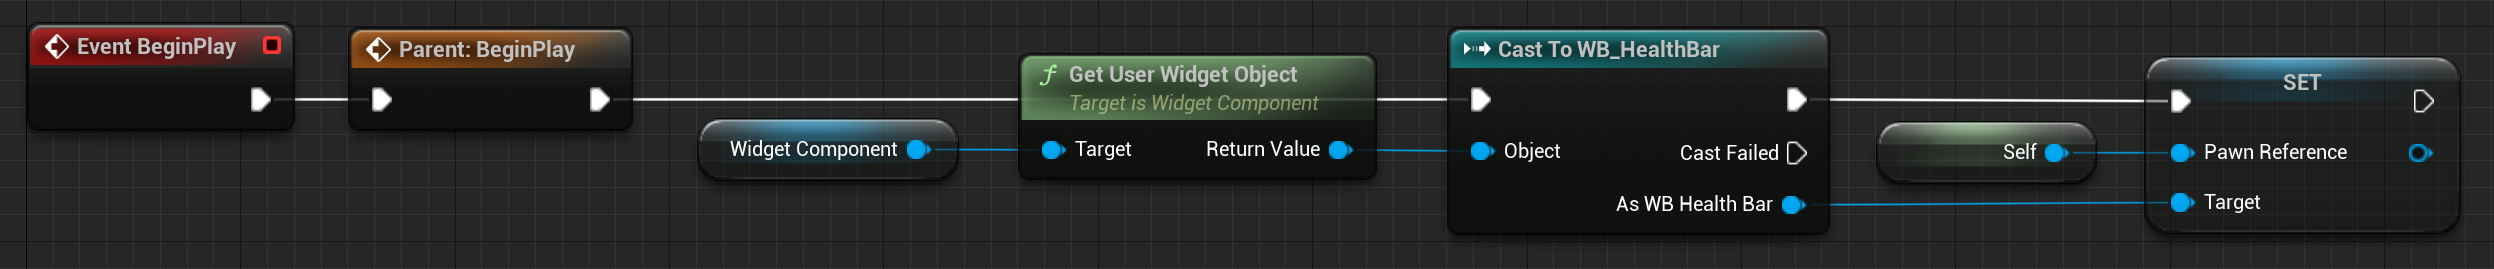 Event BeginPlay
Parent: BeginPlay
Widget Component
f Get User Widget Object
Target is Widget Component
Target
Return Value
Cast To WB_HealthBar
Object
Cast Failed
As WB Health Bar
Self
SET
Pawn Reference
Target